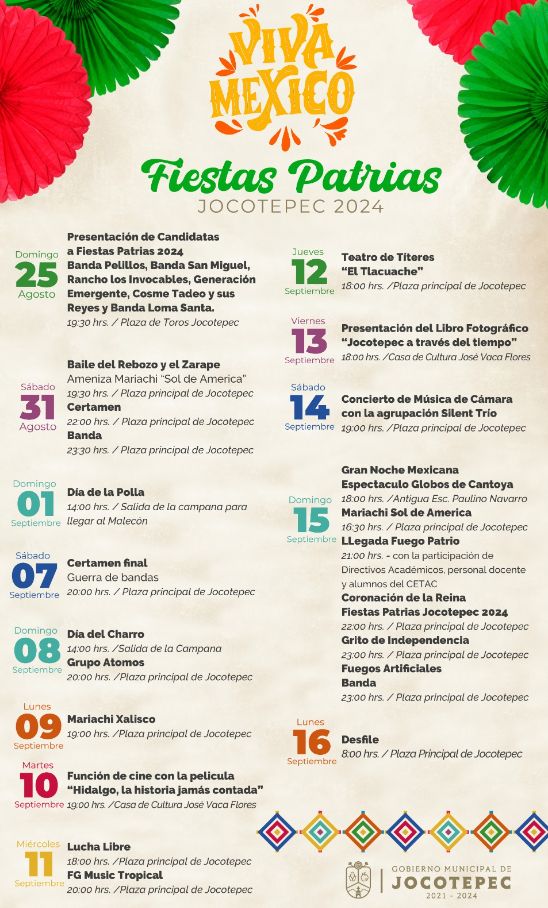 VIVA
MEXICO
Fiestas Patrias
JOCOTEPEC 2024
Domingo
25
Agosto
Presentación de Candidatas
a Fiestas Patrias 2024
Banda Pelillos, Banda San Miguel,
Rancho los Invocables, Generación
Emergente, Cosme Tadeo y sus
Reyes y Banda Loma Santa.
19:30 hrs. / Plaza de Toros Jocotepec
Sábado
31
Agosto
Baile del Rebozo y el Zarape
Ameniza Mariachi "Sol de America"
19:30 hrs. / Plaza principal de Jocotepec
Certamen
22:00 hrs. / Plaza principal de Jocotepec
Banda
23:30 hrs. / Plaza principal de Jocotepec
Domingo
01
Septiembre
Día de la Polla
14:00 hrs. / Salida de la campana para
llegar al Malecón
Sábado
07
Septiembre
Certamen final
Guerra de bandas
20:00 hrs. / Plaza principal de Jocotepec
Domingo
08
Septiembre
Día del Charro
14:00 hrs. /Salida de la Campana
Grupo Atomos
20:00 hrs. /Plaza principal de Jocotepec
Lunes
09
Septiembre
Mariachi Xalisco
19:00 hrs. /Plaza principal de Jocotepec
Martes
10
Septiembre
Función de cine con la pelicula
"Hidalgo, la historia jamás contada"
19:00 hrs. /Casa de Cultura José Vaca Flores
Miércoles
11
Septiembre
Lucha Libre
18:00 hrs. /Plaza principal de Jocotepec
FG Music Tropical
20:00 hrs. /Plaza principal de Jocotepec
Jueves
12
Septiembre
Teatro de Títeres
"El Tlacuache"
18:00 hrs. /Plaza principal de Jocotepec
Viernes
13
Septiembre
Presentación del Libro Fotográfico
"Jocotepec a través del tiempo"
18:00 hrs. /Casa de Cultura José Vaca Flores
Sábado
14
Septiembre
Concierto de Música de Cámara
con la agrupación Silent Trío
19:00 hrs. /Plaza principal de Jocotepec
Domingo
15
Septiembre
Gran Noche Mexicana
Espectaculo Globos de Cantoya
18:00 hrs. /Antigua Esc. Paulino Navarro
Mariachi Sol de America
16:30 hrs. / Plaza principal de Jocotepec
LLegada Fuego Patrio
21:00 hrs. - con la participación de
Directivos Académicos, personal docente
y alumnos del CETAC
Coronación de la Reina
Fiestas Patrias Jocotepec 2024
22:00 hrs. / Plaza principal de Jocotepec
Grito de Independencia
23:00 hrs. / Plaza principal de Jocotepec
Fuegos Artificiales
Banda
23:00 hrs. / Plaza principal de Jocotepec
Lunes
16
Septiembre
Desfile
8:00 hrs. / Plaza Principal de Jocotepec
GOBIERNO MUNICIPAL DE
JOCOTEPEC
2021 - 2024